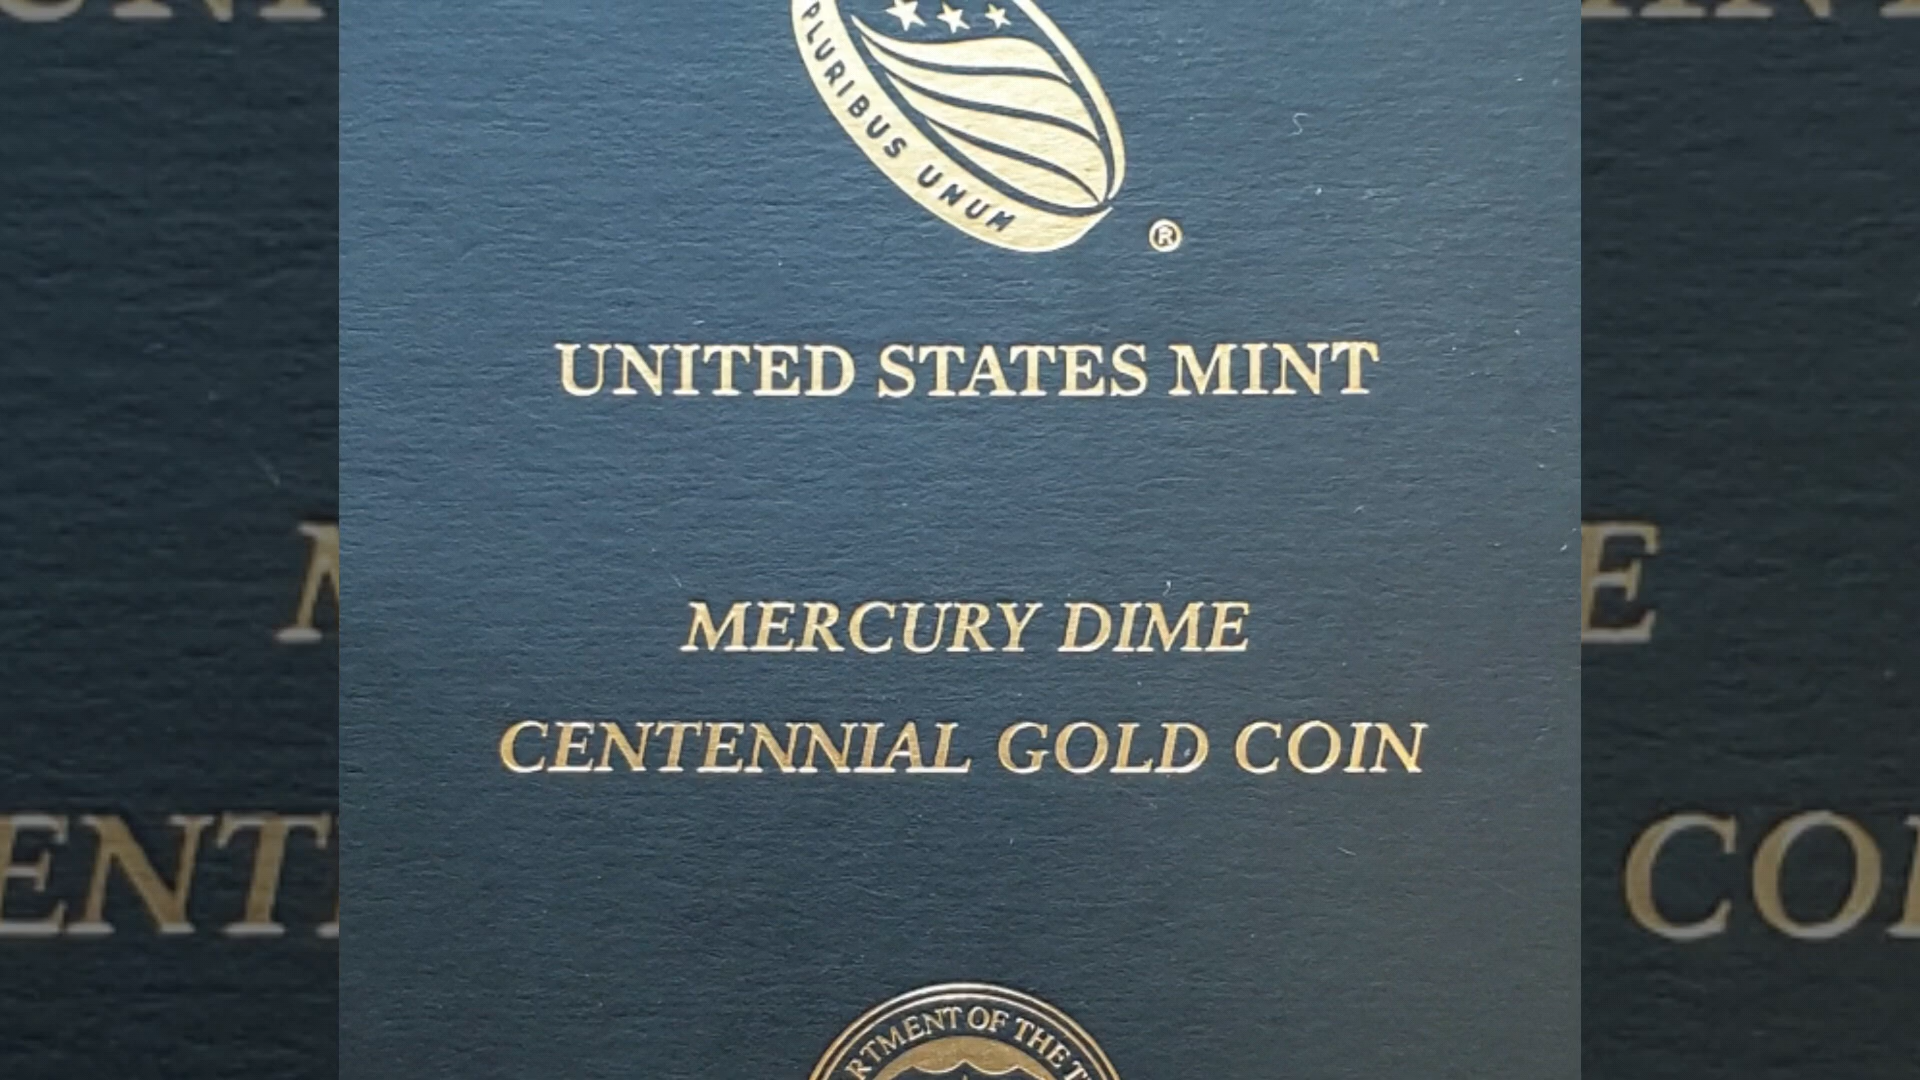 PLURIBUS UNUM
®
UNITED STATES MINT
MERCURY DIME
CENTENNIAL GOLD COIN
RTMENT OF THE T